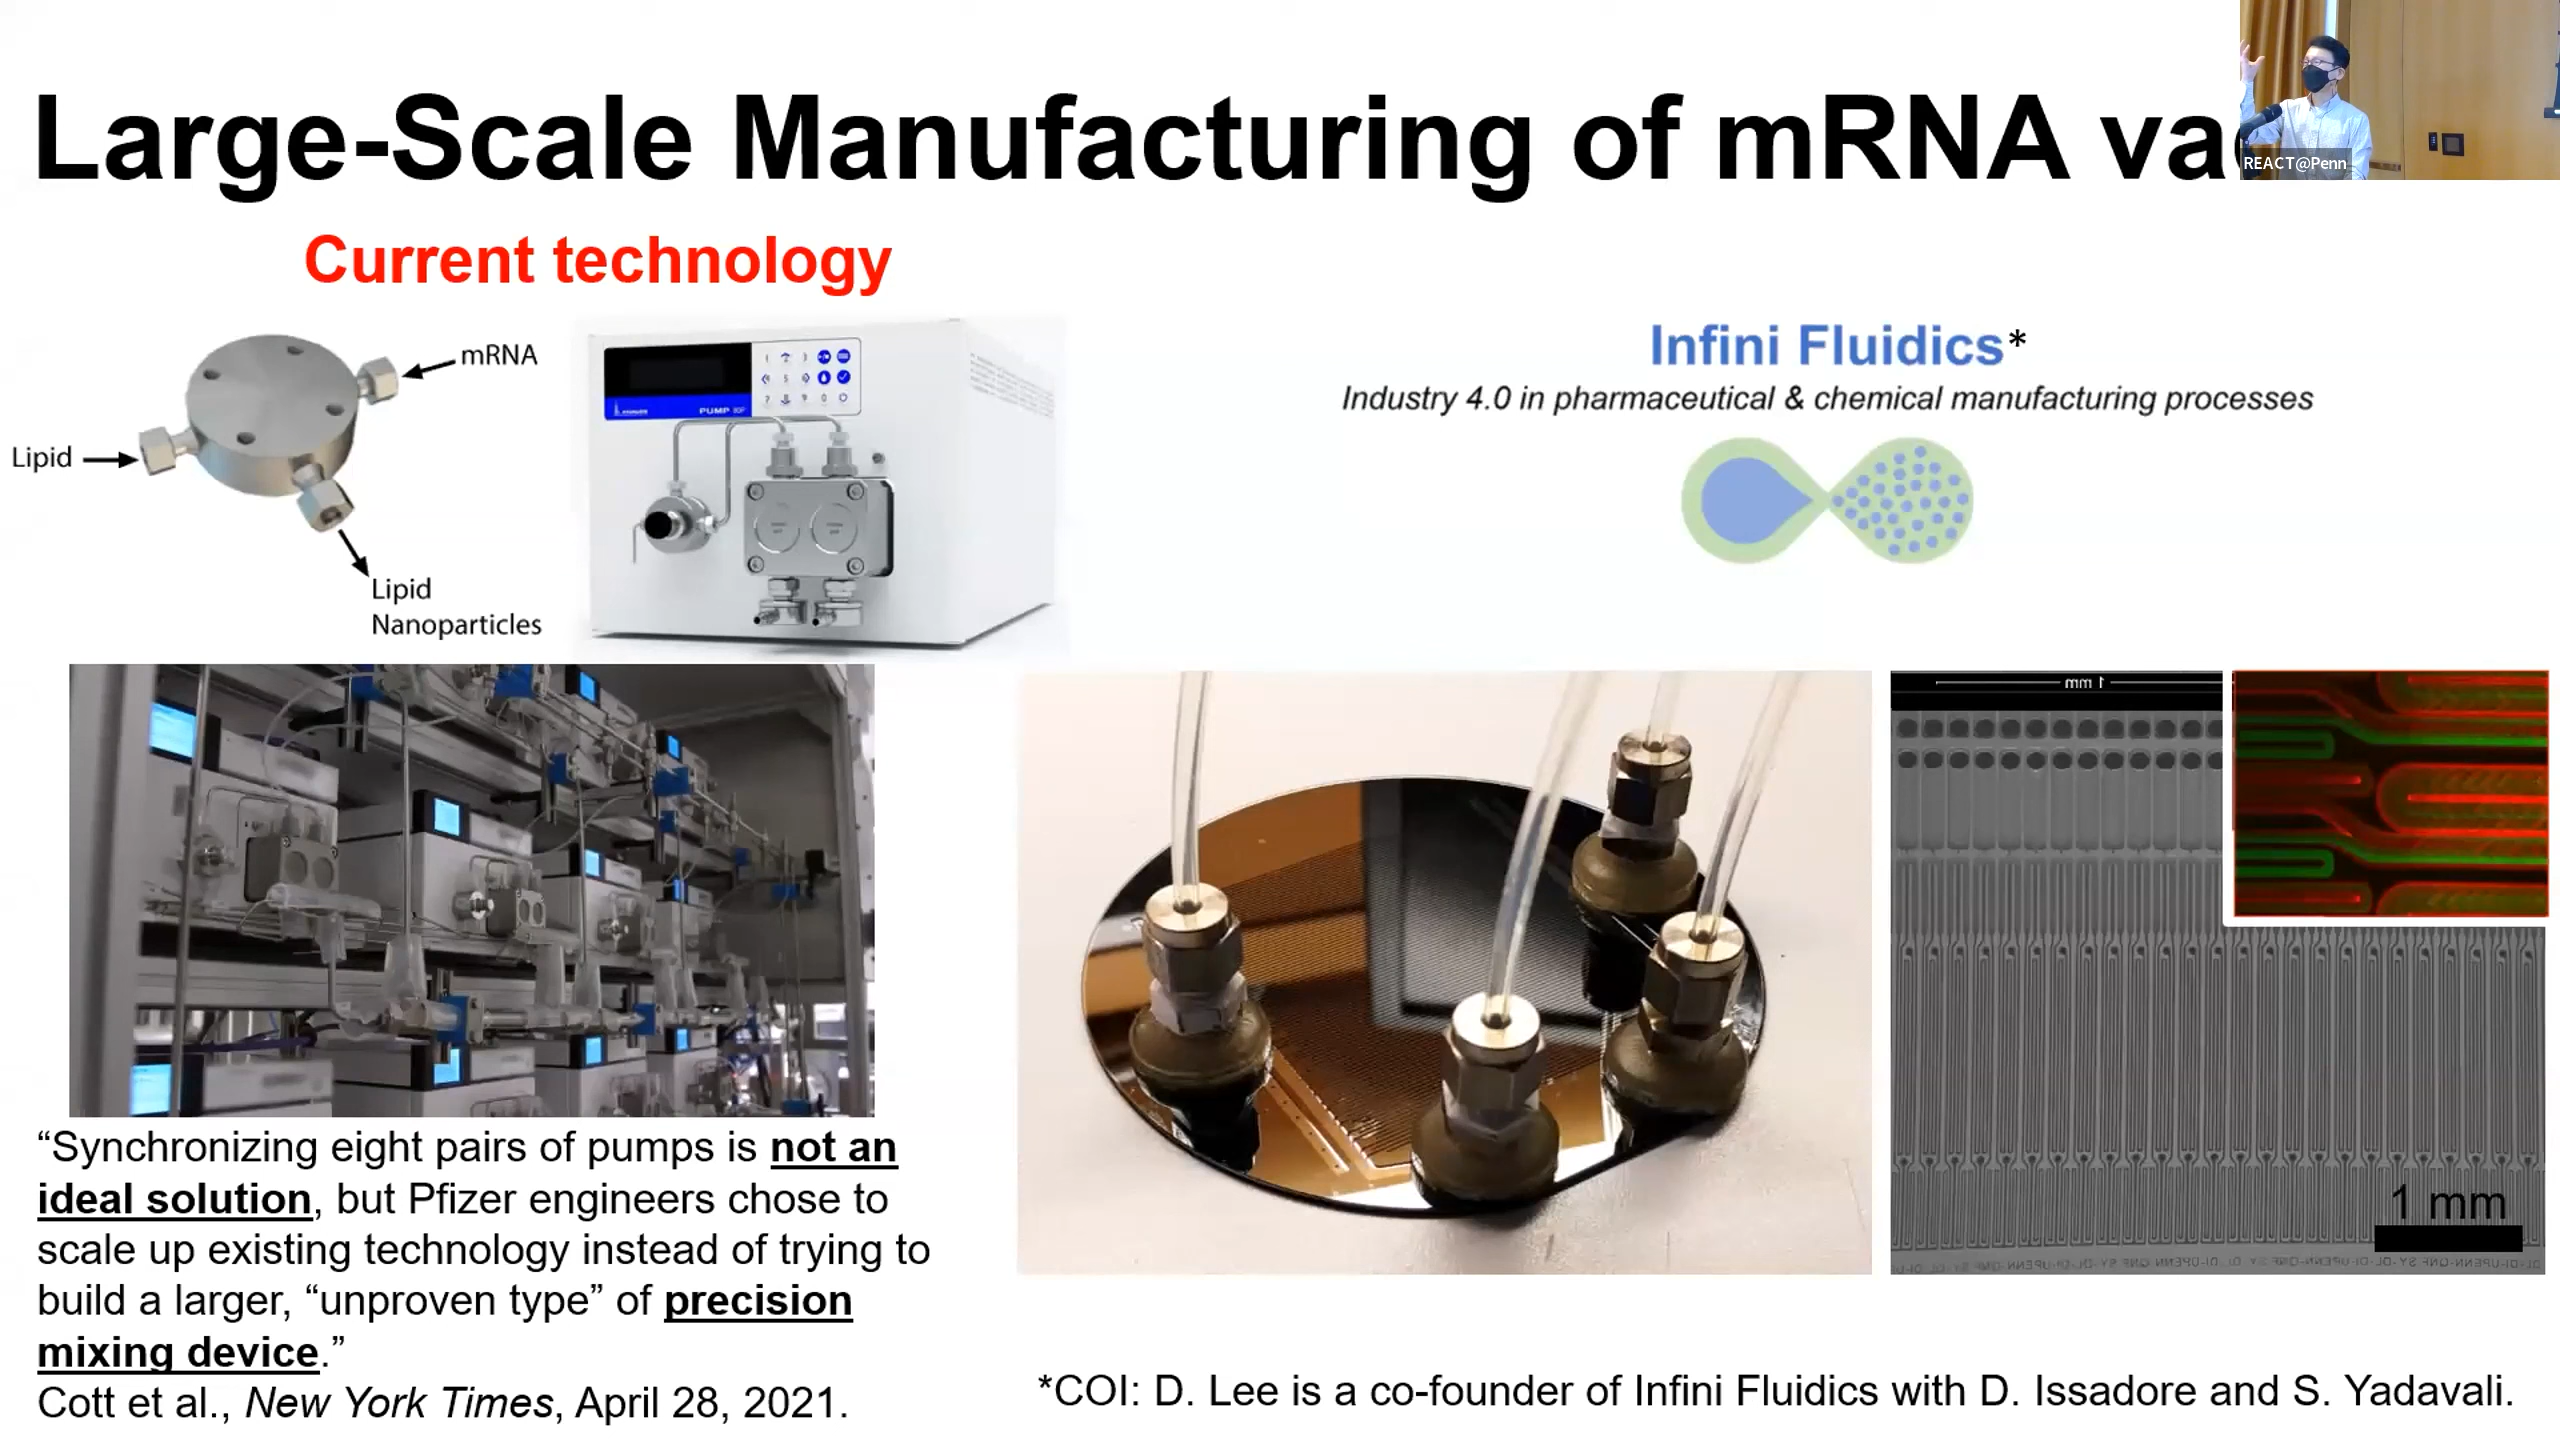 Large-Scale Manufacturing of mRNA va
REACT@Penn
Current technology
mRNA
Lipid
Lipid
Nanoparticles
PUMP 80P
Infini Fluidics*
Industry 4.0 in pharmaceutical & chemical manufacturing processes
1 mm
1 mm
“Synchronizing eight pairs of pumps is not an
ideal solution, but Pfizer engineers chose to
scale up existing technology instead of trying to
build a larger, “unproven type” of precision
mixing device.”
Cott et al., New York Times, April 28, 2021.
*COI: D. Lee is a co-founder of Infini Fluidics with D. Issadore and S. Yadavali.